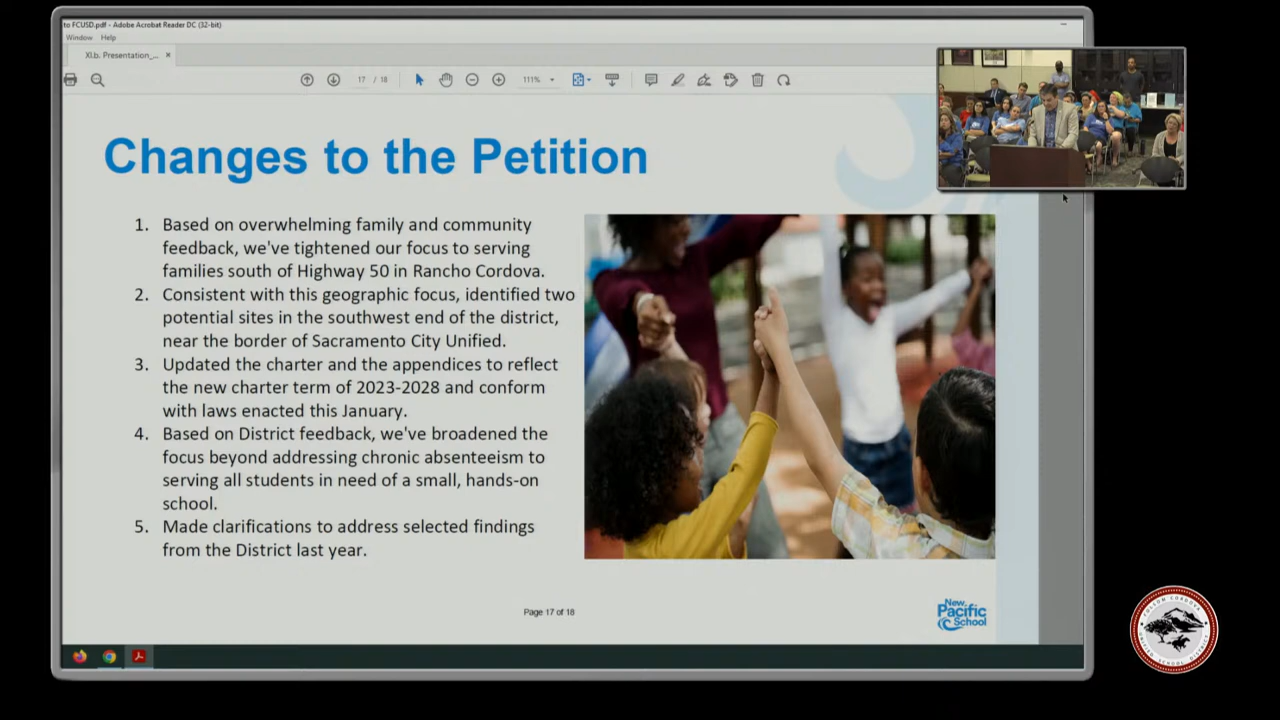 to FCUSD.pdf - Adobe Acrobat Reader DC (32-bit)
Window Help
XI.b. Presentation_... ×
17 / 18
111%
Changes to the Petition
1. Based on overwhelming family and community
feedback, we've tightened our focus to serving
families south of Highway 50 in Rancho Cordova.
2. Consistent with this geographic focus, identified two
potential sites in the southwest end of the district,
near the border of Sacramento City Unified.
3. Updated the charter and the appendices to reflect
the new charter term of 2023-2028 and conform
with laws enacted this January.
4. Based on District feedback, we've broadened the
focus beyond addressing chronic absenteeism to
serving all students in need of a small, hands-on
school.
5. Made clarifications to address selected findings
from the District last year.
Page 17 of 18
New
Pacific
School
FOLSOM CORDOVA
UNIFIED SCHOOL DISTRICT